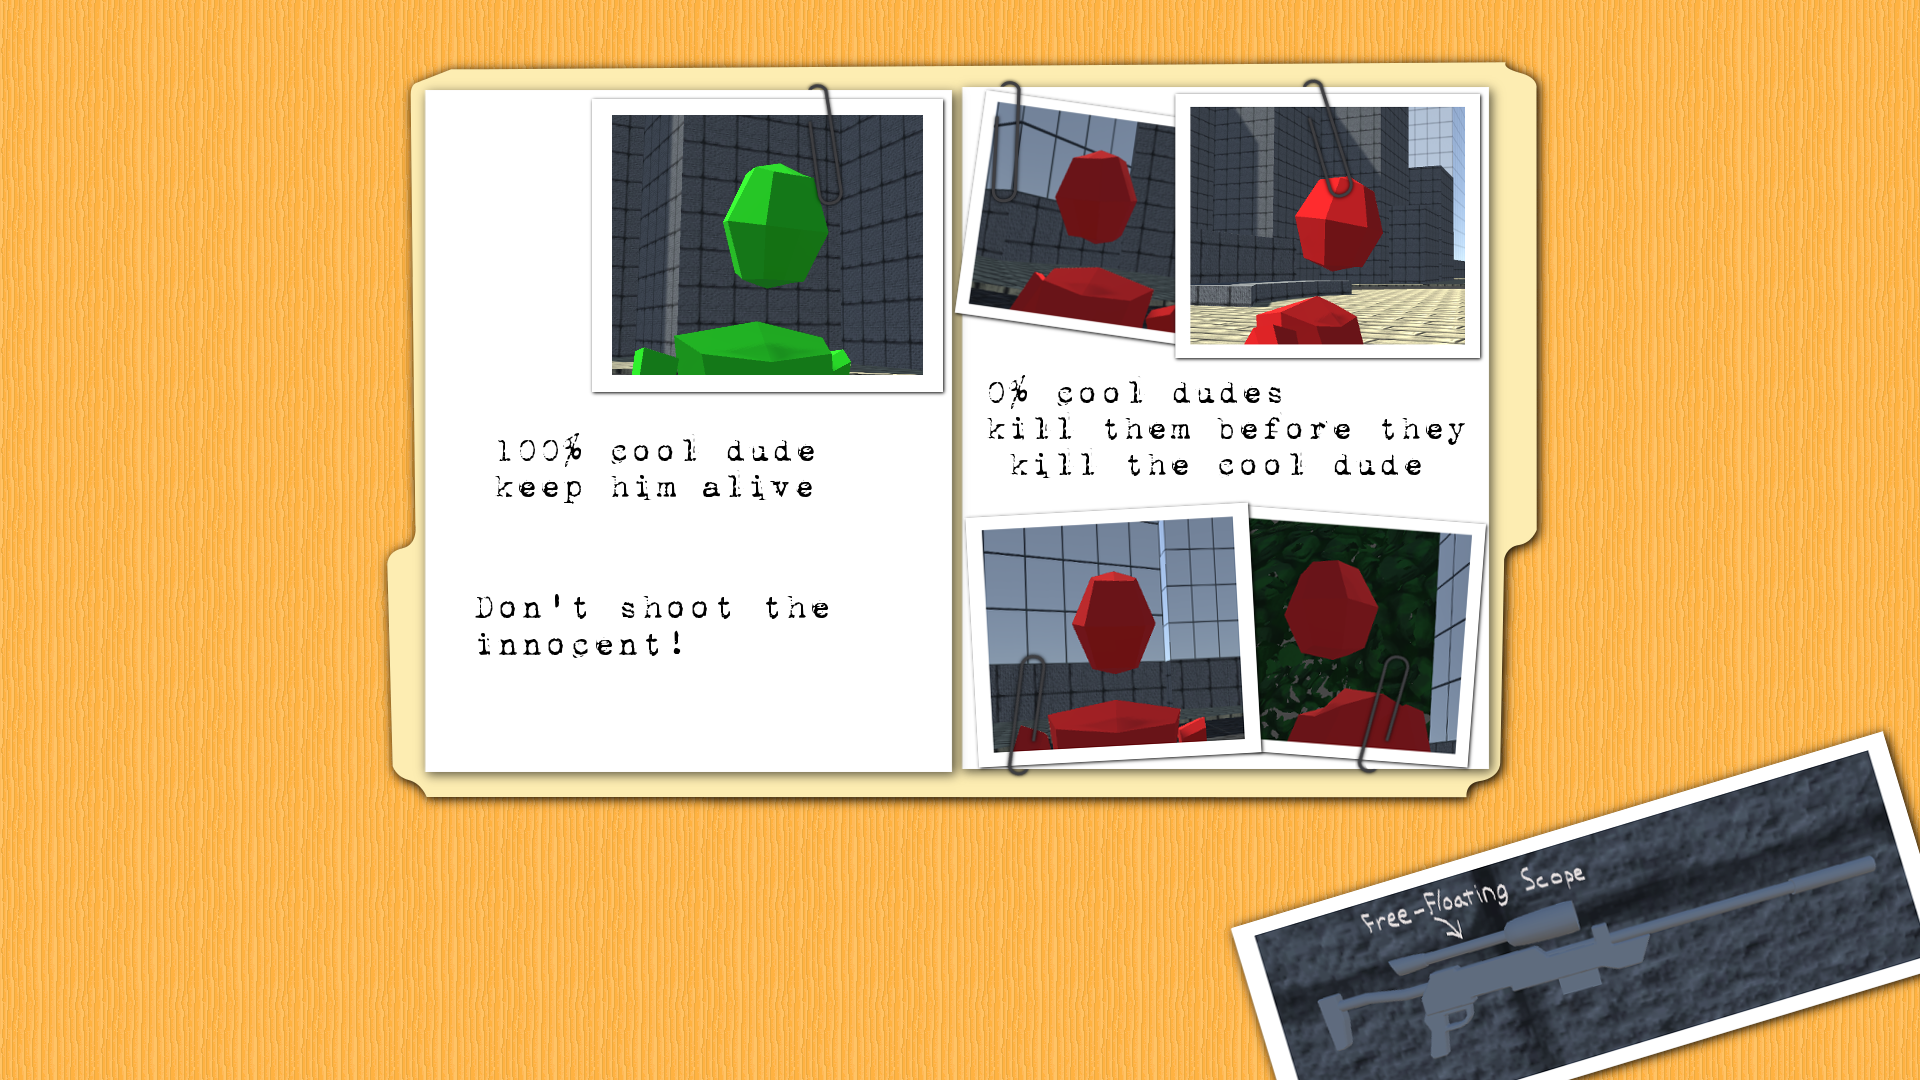 100% cool dude
keep him alive
Don't shoot the
innocent!
0% cool dudes
kill them before they
kill the cool dude
Free-Floating Scope